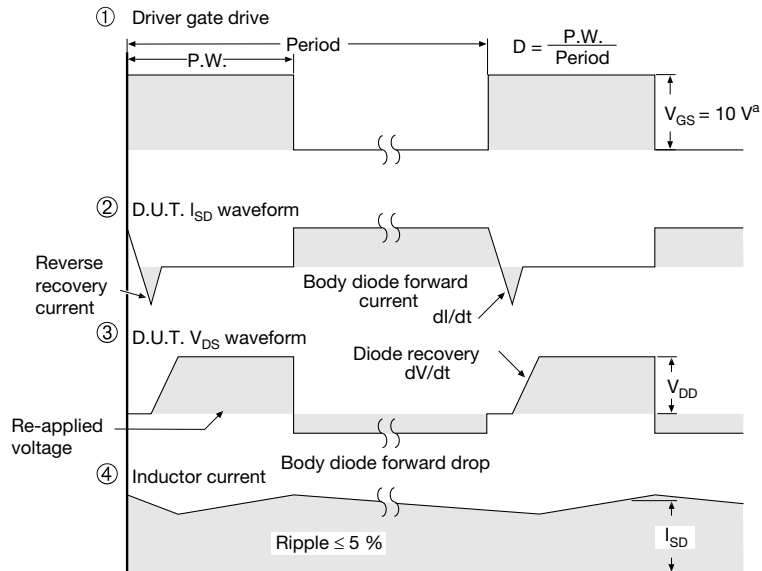 ① Driver gate drive
Period
P.W.
D = P.W.
Period
V_GS = 10 V^a
② D.U.T. I_SD waveform
Reverse
recovery
current
Body diode forward
current
dI/dt
③ D.U.T. V_DS waveform
Diode recovery
dV/dt
V_DD
Re-applied
voltage
Body diode forward drop
④ Inductor current
Ripple ≤ 5 %
I_SD